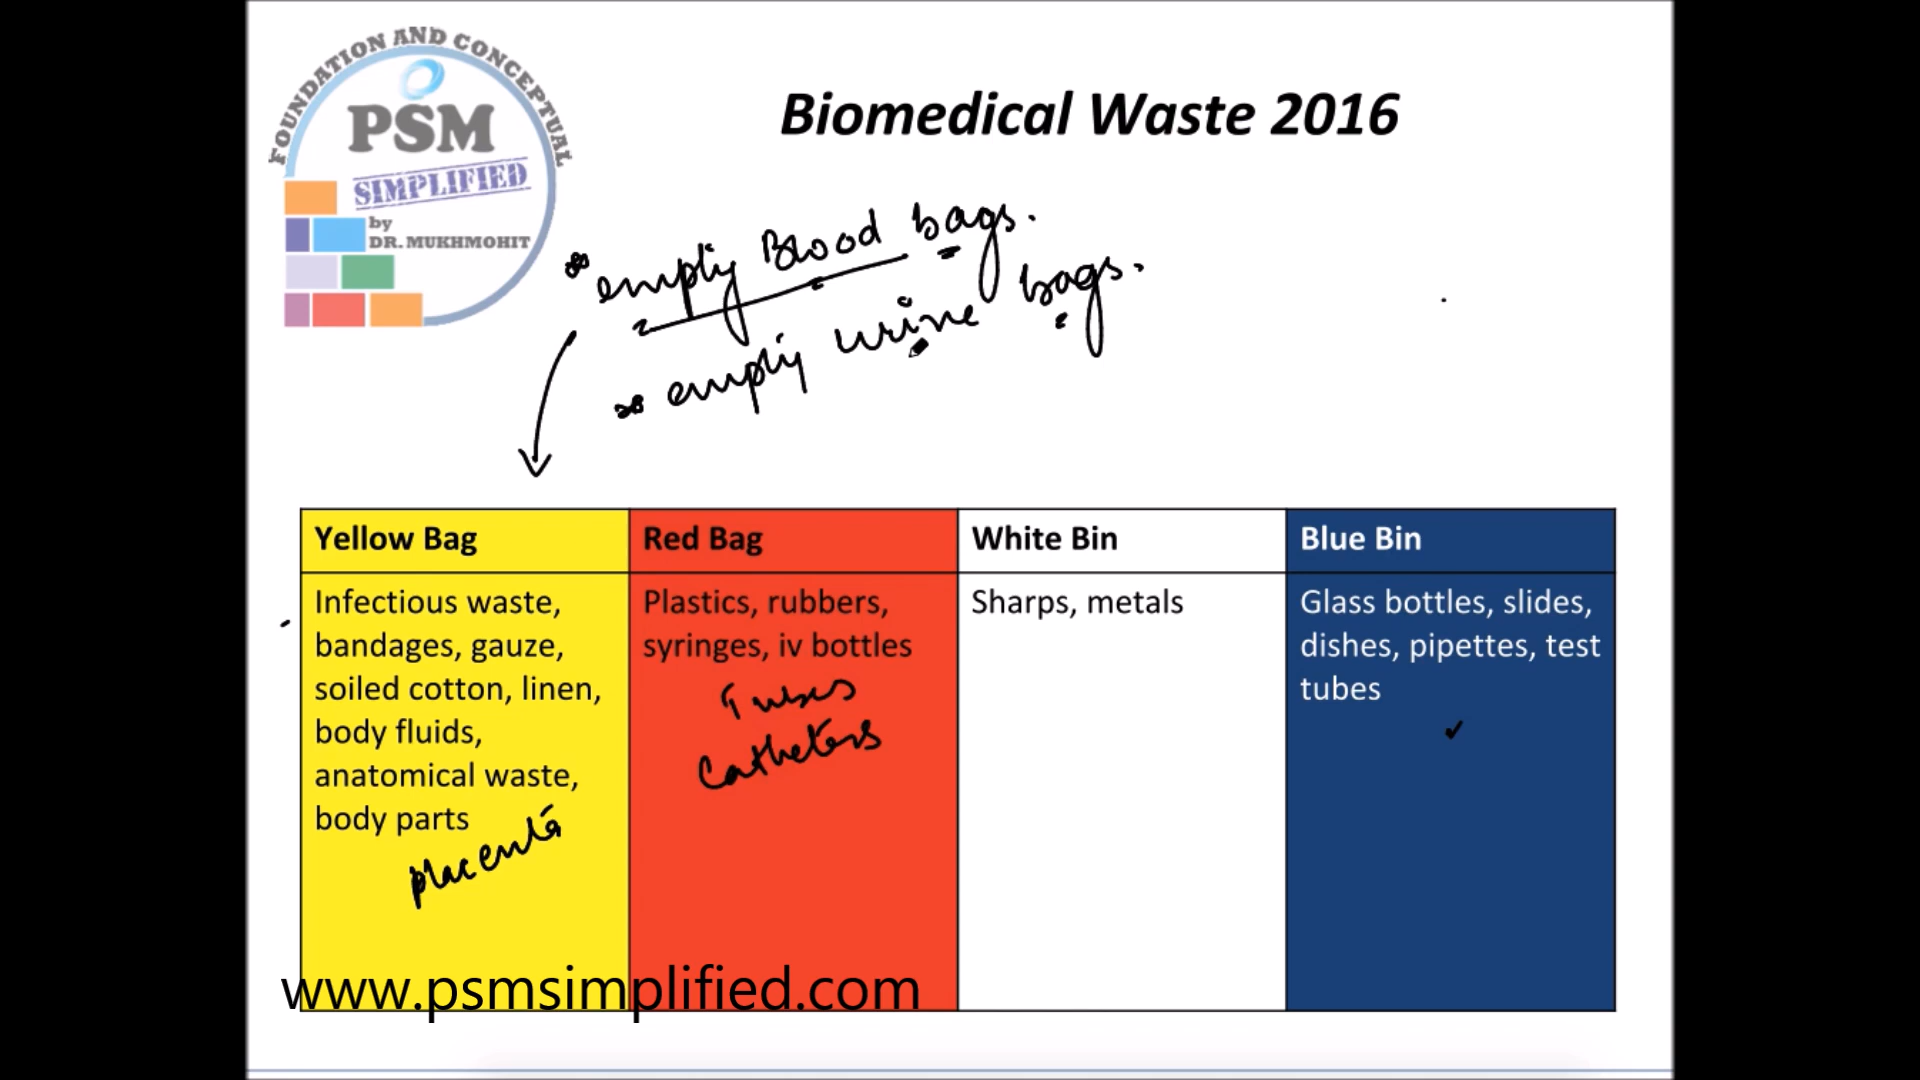 FOUNDATION AND CONCEPTUAL
PSM
SIMPLIFIED
by
DR. MUKHMOHIT
Biomedical Waste 2016
empty Blood bags.
empty urine bags.
Yellow Bag
Infectious waste,
bandages, gauze,
soiled cotton, linen,
body fluids,
anatomical waste,
body parts
placenta
Red Bag
Plastics, rubbers,
syringes, iv bottles
Tubes
Catheters
White Bin
Sharps, metals
Blue Bin
Glass bottles, slides,
dishes, pipettes, test
tubes
www.psmsimplified.com